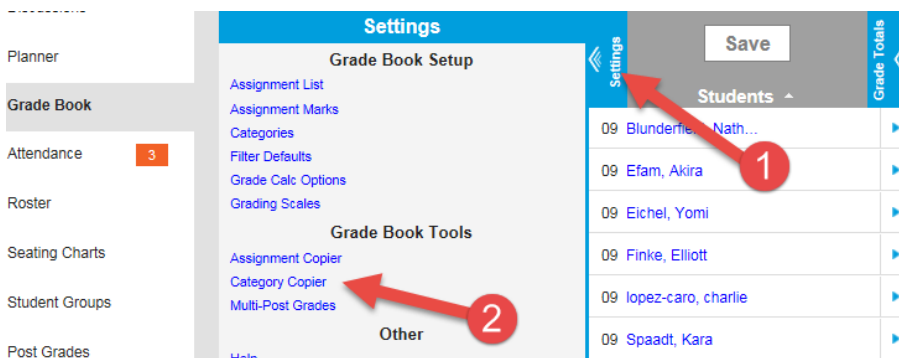 Planner
Grade Book
Attendance 3
Roster
Seating Charts
Student Groups
Post Grades
Settings
Grade Book Setup
Assignment List
Assignment Marks
Categories
Filter Defaults
Grade Calc Options
Grading Scales
Grade Book Tools
Assignment Copier
Category Copier
Multi-Post Grades
Other
Settings
Save
Students
Grade Totals
1
2
09 Nath...
09 Efam, Akira
09 Eichel, Yomi
09 Finke, Elliott
09 lopez-caro, charlie
09 Spaadt, Kara